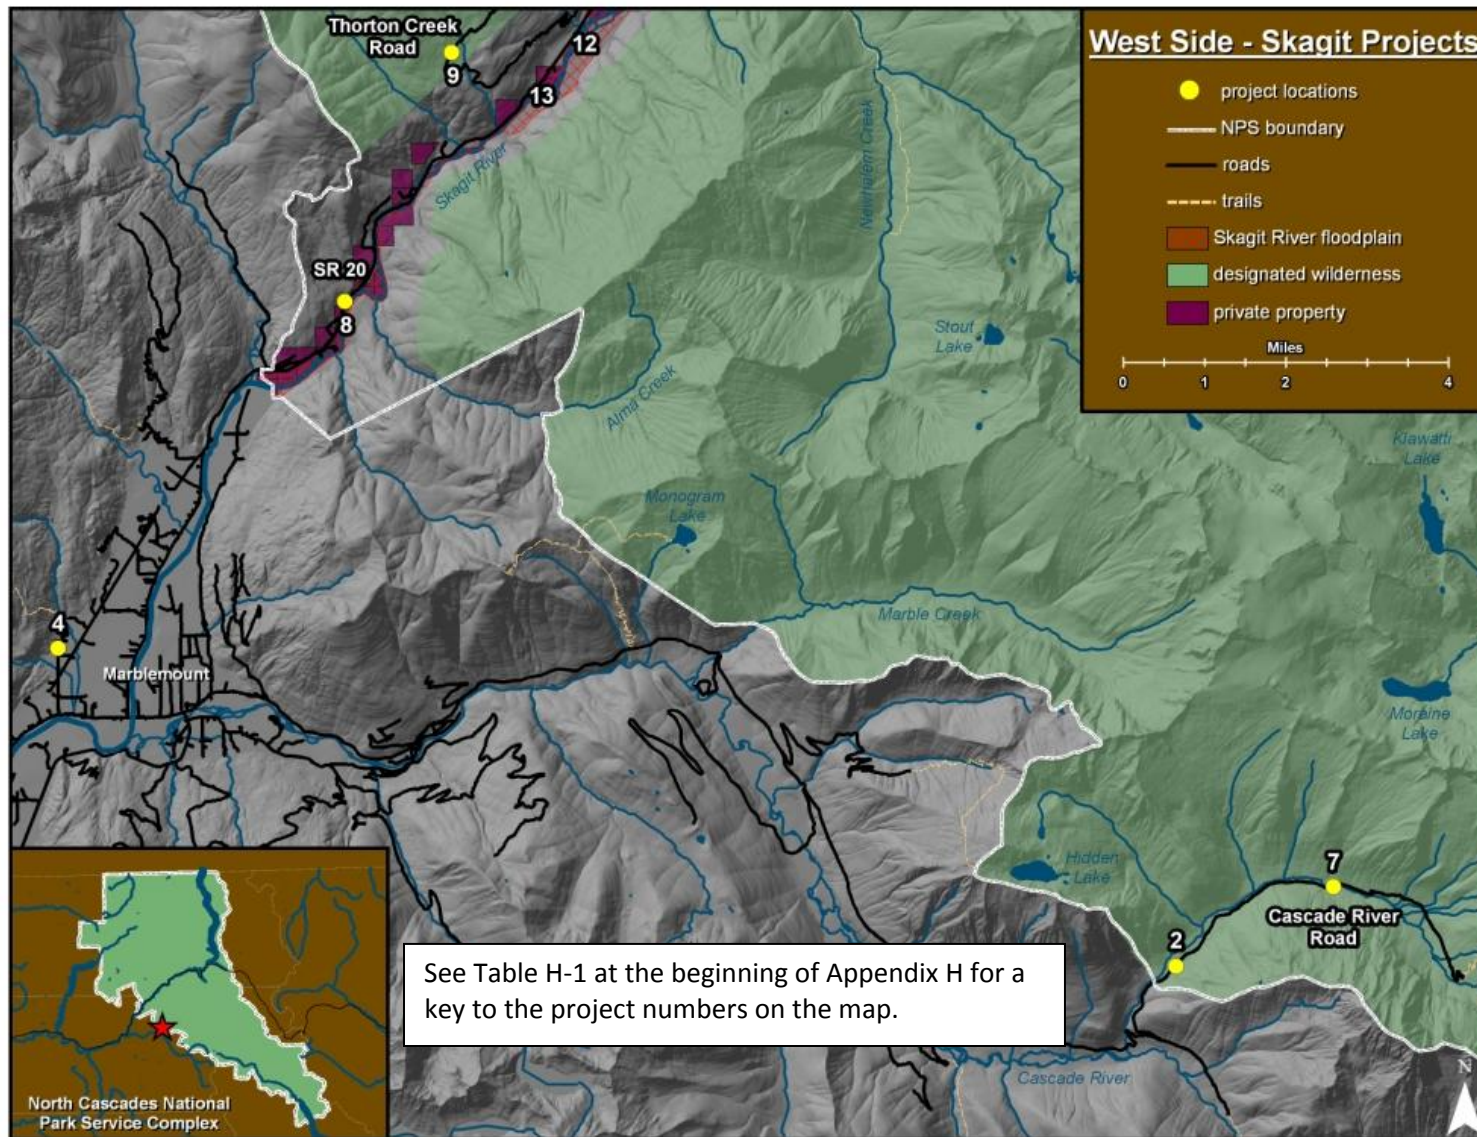 Thorton Creek
Road
9
12
13
West Side - Skagit Projects
project locations
NPS boundary
roads
trails
Skagit River floodplain
designated wilderness
private property
Miles
0 1 2 4
Skagit River
Newhalem Creek
SR 20
8
Stout
Lake
Alma Creek
Klawatti
Lake
Monogram
Lake
Marble Creek
4
Marblemount
Moraine
Lake
Hidden
Lake
7
Cascade River
Road
2
See Table H-1 at the beginning of Appendix H for a
key to the project numbers on the map.
Cascade River
N
North Cascades National
Park Service Complex